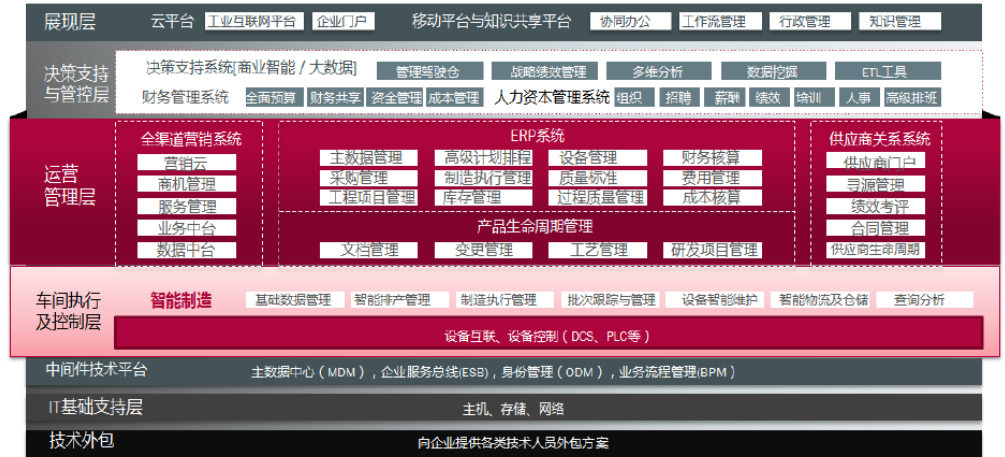 展现层 云平台 工业互联网平台 企业门户 移动平台与知识共享平台 协同办公 工作流管理 行政管理 知识管理
决策支持与管控层
决策支持系统[商业智能 / 大数据] 管理驾驶仓 战略绩效管理 多维分析 数据挖掘 ETL工具
财务管理系统 全面预算 财务共享 资金管理 成本管理 人力资本管理系统 组织 招聘 薪酬 绩效 培训 人事 高级排班
运营
管理层
全渠道营销系统
营销云
商机管理
服务管理
业务中台
数据中台
ERP系统
主数据管理 高级计划排程 设备管理 财务核算
采购管理 制造执行管理 质量标准 费用管理
工程项目管理 库存管理 过程质量管理 成本核算
产品生命周期管理
文档管理 变更管理 工艺管理 研发项目管理
供应商关系系统
供应商门户
寻源管理
绩效考评
合同管理
供应商生命周期
车间执行
及控制层
智能制造 基础数据管理 智能排产管理 制造执行管理 批次跟踪与管理 设备智能维护 智能物流及仓储 查询分析
设备互联、设备控制（DCS、PLC等）
中间件技术平台 主数据中心（MDM）, 企业服务总线(ESB) , 身份管理（ODM）, 业务流程管理(BPM）
IT基础支持层 主机、存储、网络
技术外包 向企业提供各类技术人员外包方案